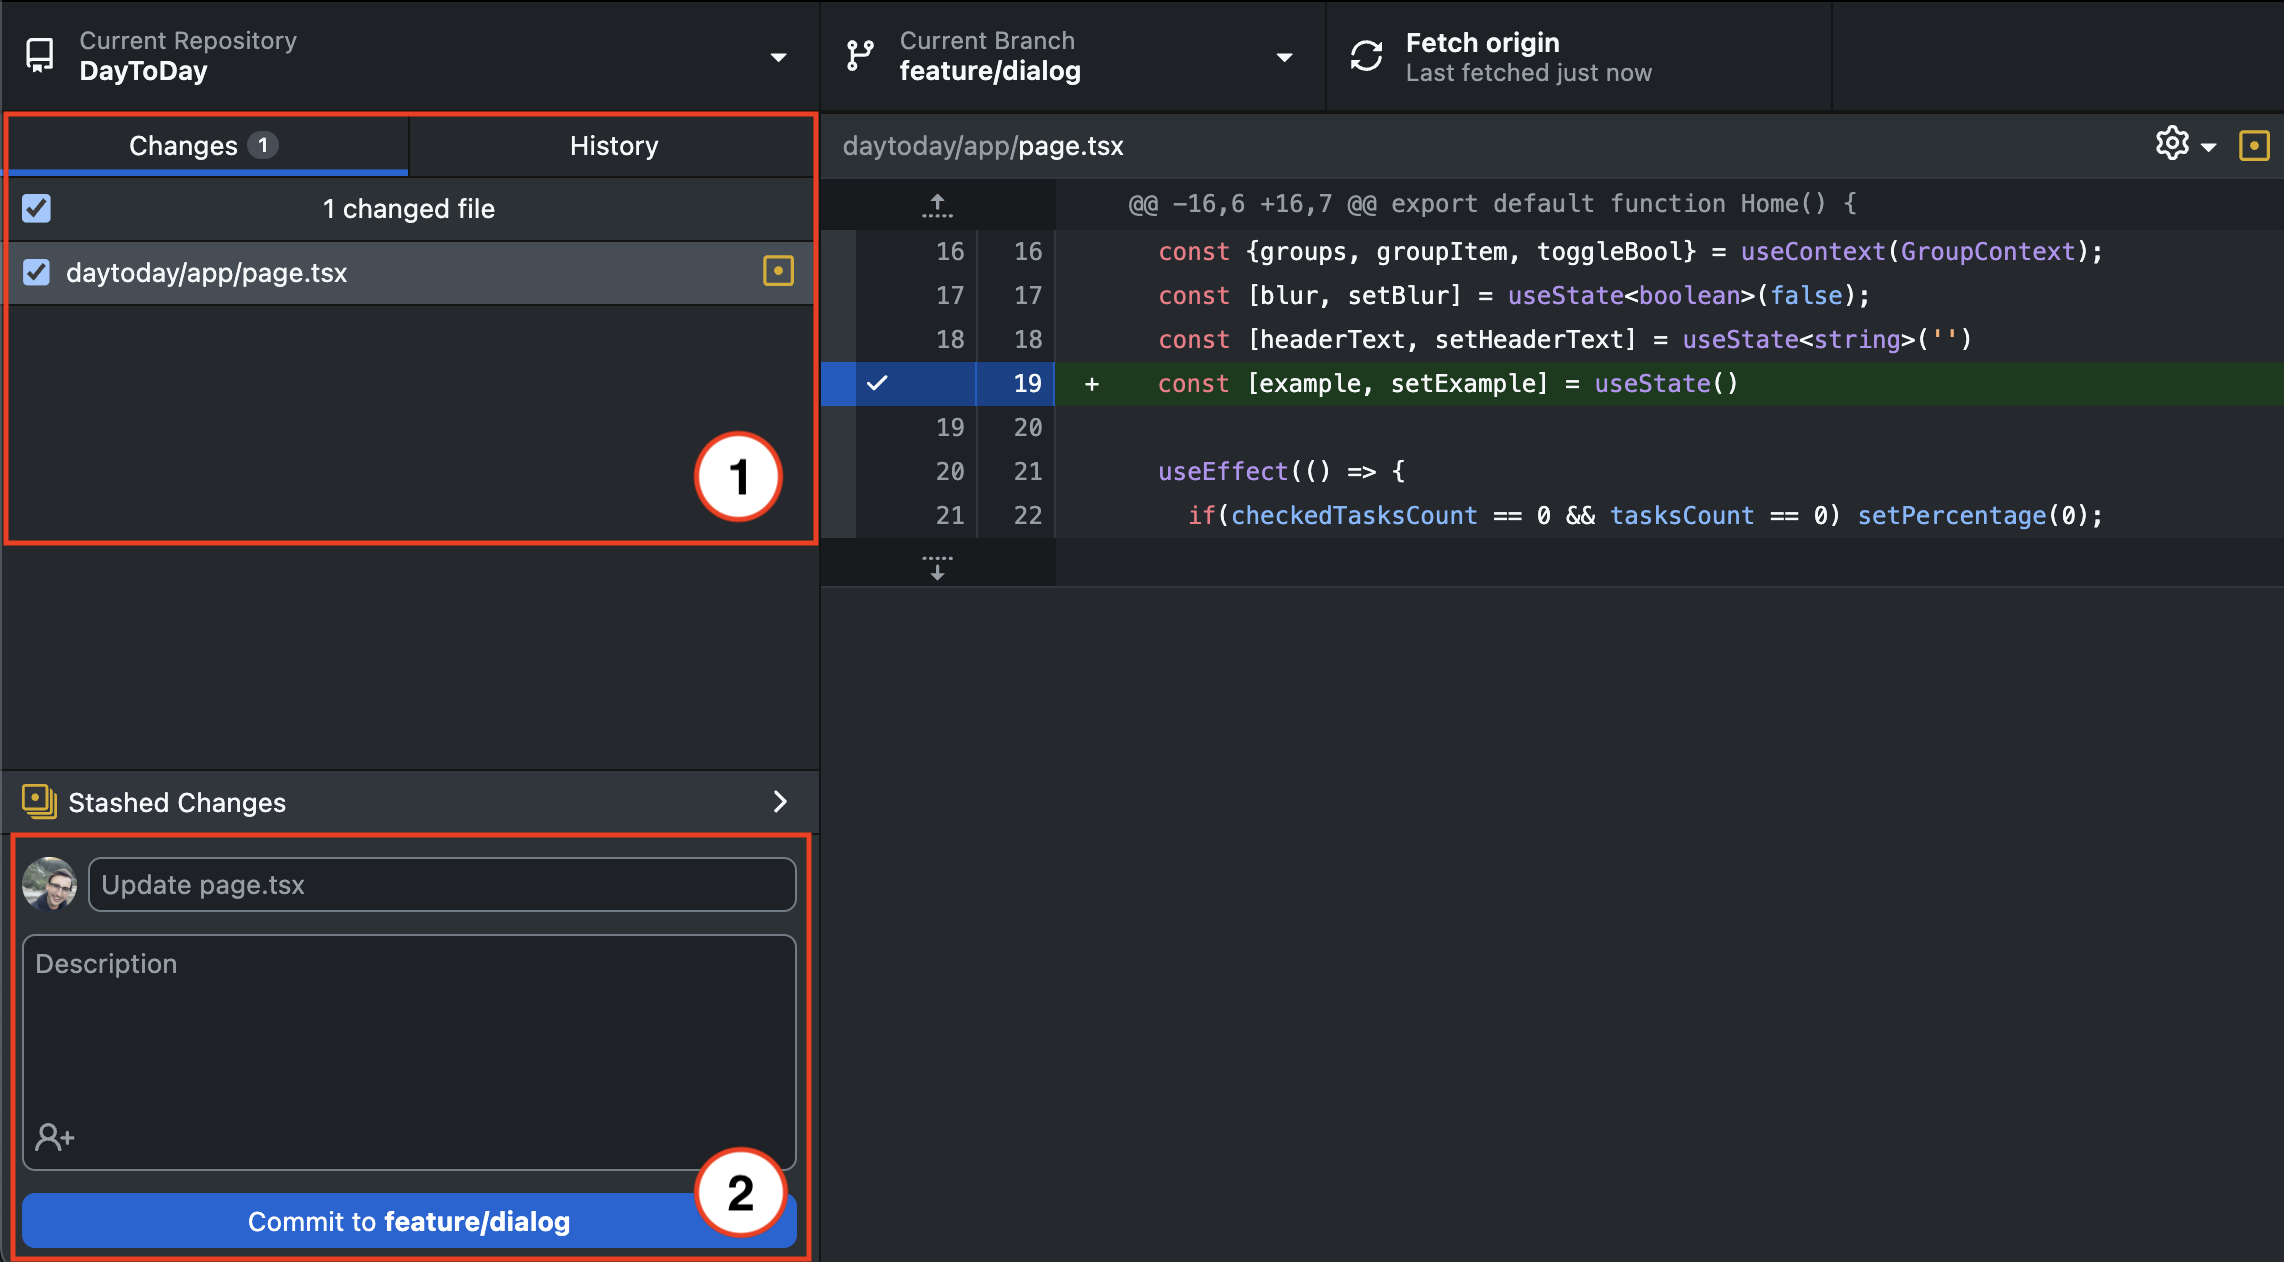 Current Repository
DayToDay
Current Branch
feature/dialog
Fetch origin
Last fetched just now
Changes 1
History
1 changed file
daytoday/app/page.tsx
1
Stashed Changes
Update page.tsx
Description
2
Commit to feature/dialog
daytoday/app/page.tsx
@@ -16,6 +16,7 @@ export default function Home() {
16 16 const {groups, groupItem, toggleBool} = useContext(GroupContext);
17 17 const [blur, setBlur] = useState<boolean>(false);
18 18 const [headerText, setHeaderText] = useState<string>('')
19 + const [example, setExample] = useState()
19 20
20 21 useEffect(() => {
21 22 if(checkedTasksCount == 0 && tasksCount == 0) setPercentage(0);